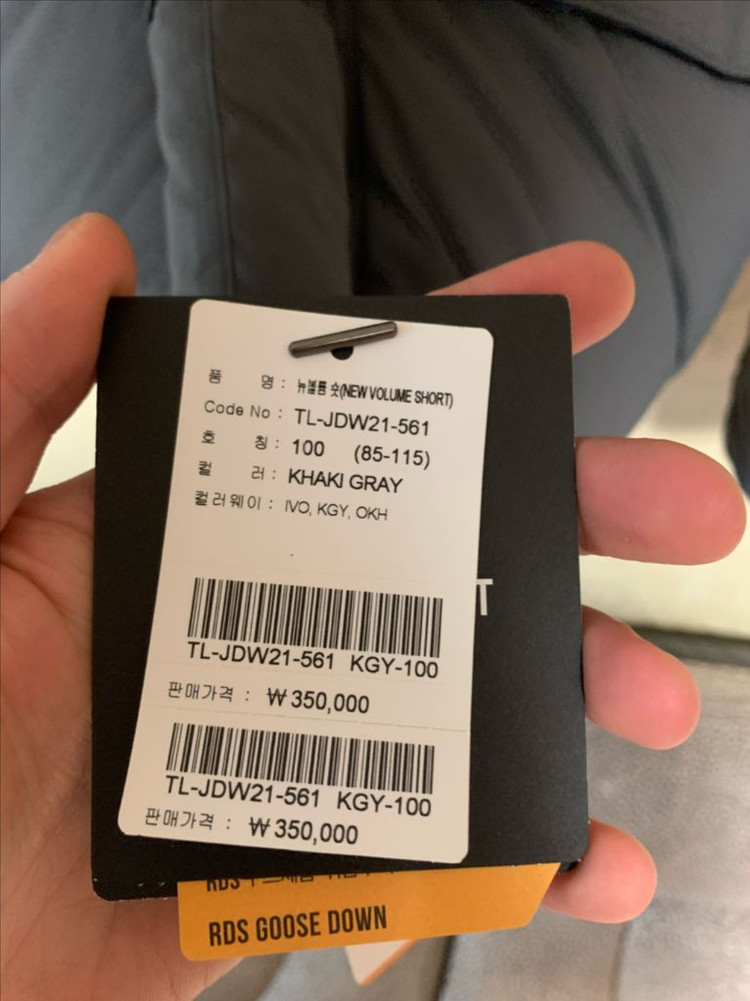 품 명 : 뉴볼륨 숏(NEW VOLUME SHORT)
Code No : TL-JDW21-561
호 칭 : 100 (85-115)
컬 러 : KHAKI GRAY
컬러웨이 : IVO, KGY, OKH
T
TL-JDW21-561 KGY-100
판매가격 : ₩350,000
TL-JDW21-561 KGY-100
판매가격 : ₩350,000
RDS
RDS GOOSE DOWN